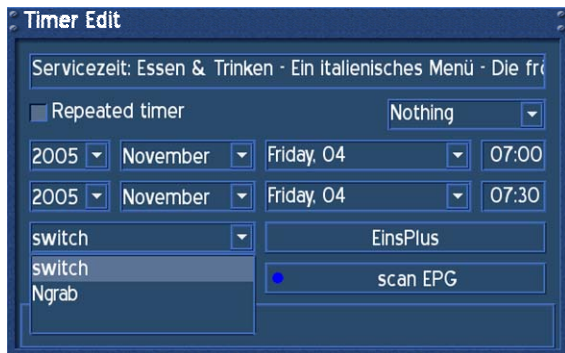 Timer Edit
Servicezeit: Essen & Trinken - Ein italienisches Menü - Die frö
Repeated timer
Nothing
2005 November Friday, 04 07:00
2005 November Friday, 04 07:30
switch EinsPlus
switch
scan EPG
Ngrab